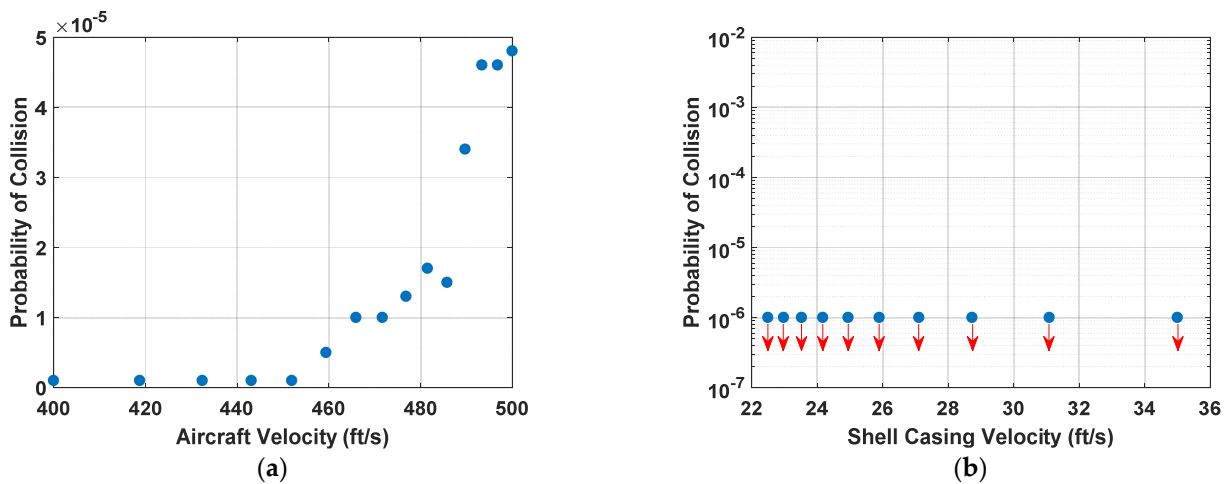 ×10-5
5
4
3
2
1
0
Probability of Collision
400 420 440 460 480 500
Aircraft Velocity (ft/s)
(a)
10-2
10-3
10-4
10-5
10-6
10-7
Probability of Collision
22 24 26 28 30 32 34 36
Shell Casing Velocity (ft/s)
(b)